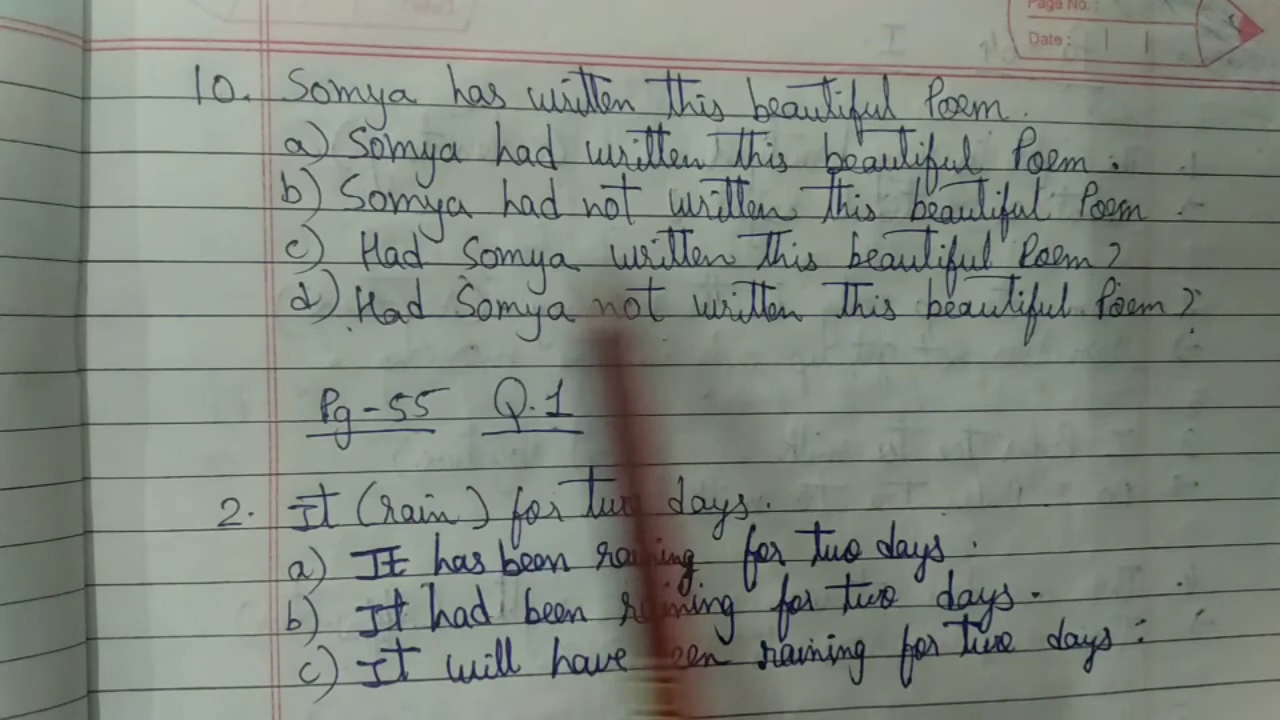 Page No. :
Date :
10. Somya has written this beautiful Poem.
a) Somya had written this beautiful Poem.
b) Somya had not written this beautiful Poem.
c) Had Somya written this beautiful Poem?
d) Had Somya not written this beautiful Poem?
Pg-55 Q.1
2. It (rain) for two days.
a) It has been raining for two days.
b) It had been raining for two days.
c) It will have been raining for two days.